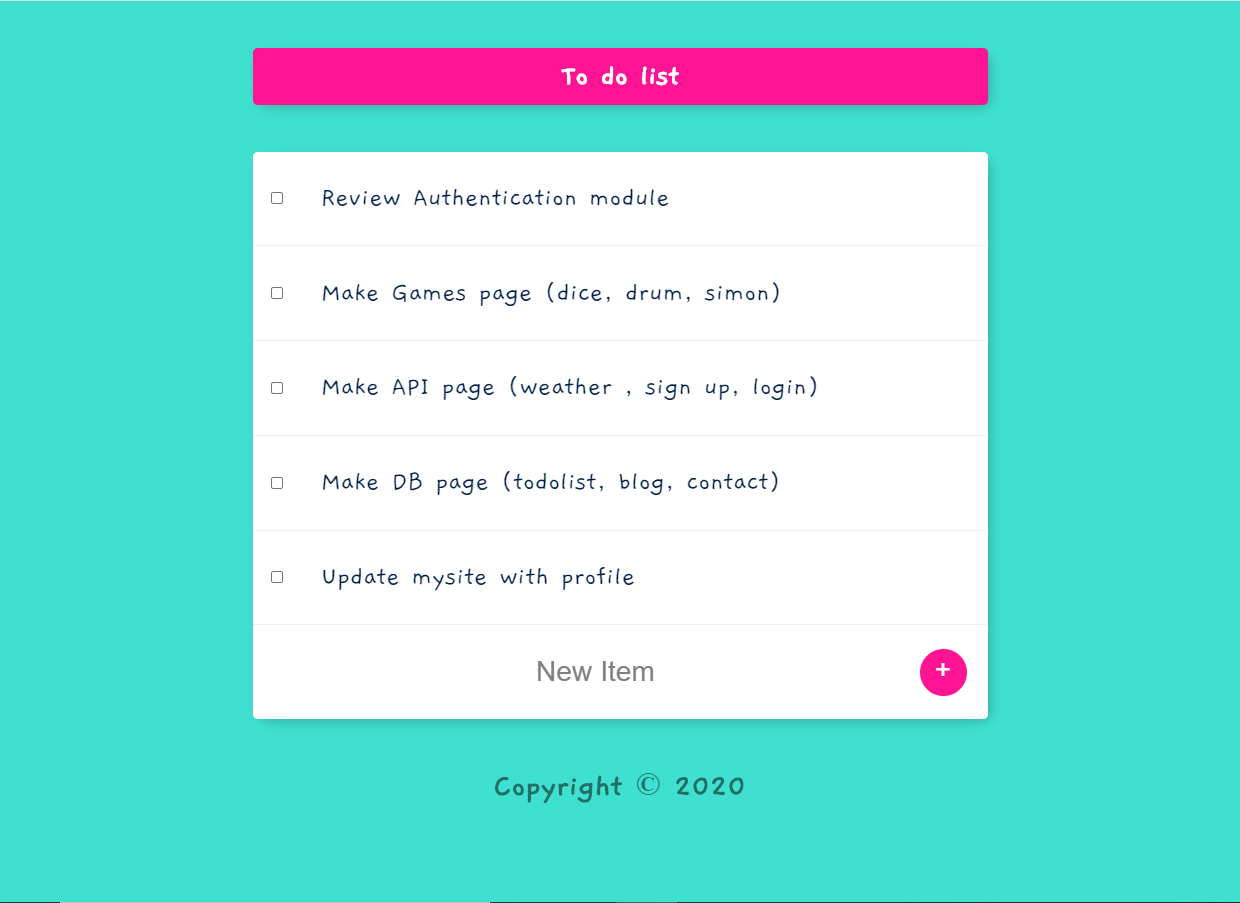 To do list
Review Authentication module
Make Games page (dice, drum, simon)
Make API page (weather , sign up, login)
Make DB page (todolist, blog, contact)
Update mysite with profile
New Item
+
Copyright © 2020